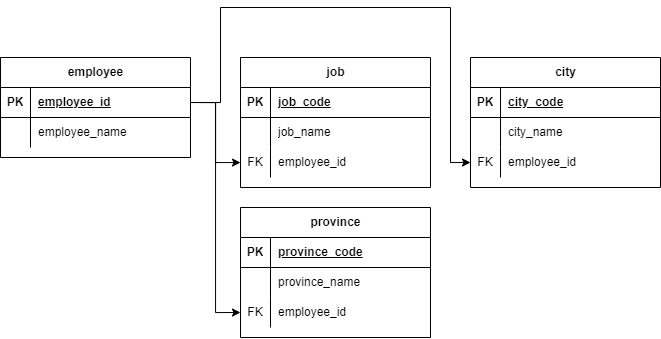 employee
PK employee_id
employee_name
job
PK job_code
job_name
FK employee_id
city
PK city_code
city_name
FK employee_id
province
PK province_code
province_name
FK employee_id